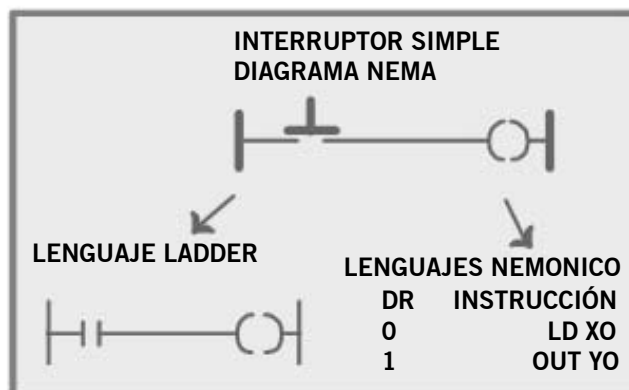 INTERRUPTOR SIMPLE
DIAGRAMA NEMA
LENGUAJE LADDER
LENGUAJES NEMONICO
DR INSTRUCCIÓN
0 LD XO
1 OUT YO